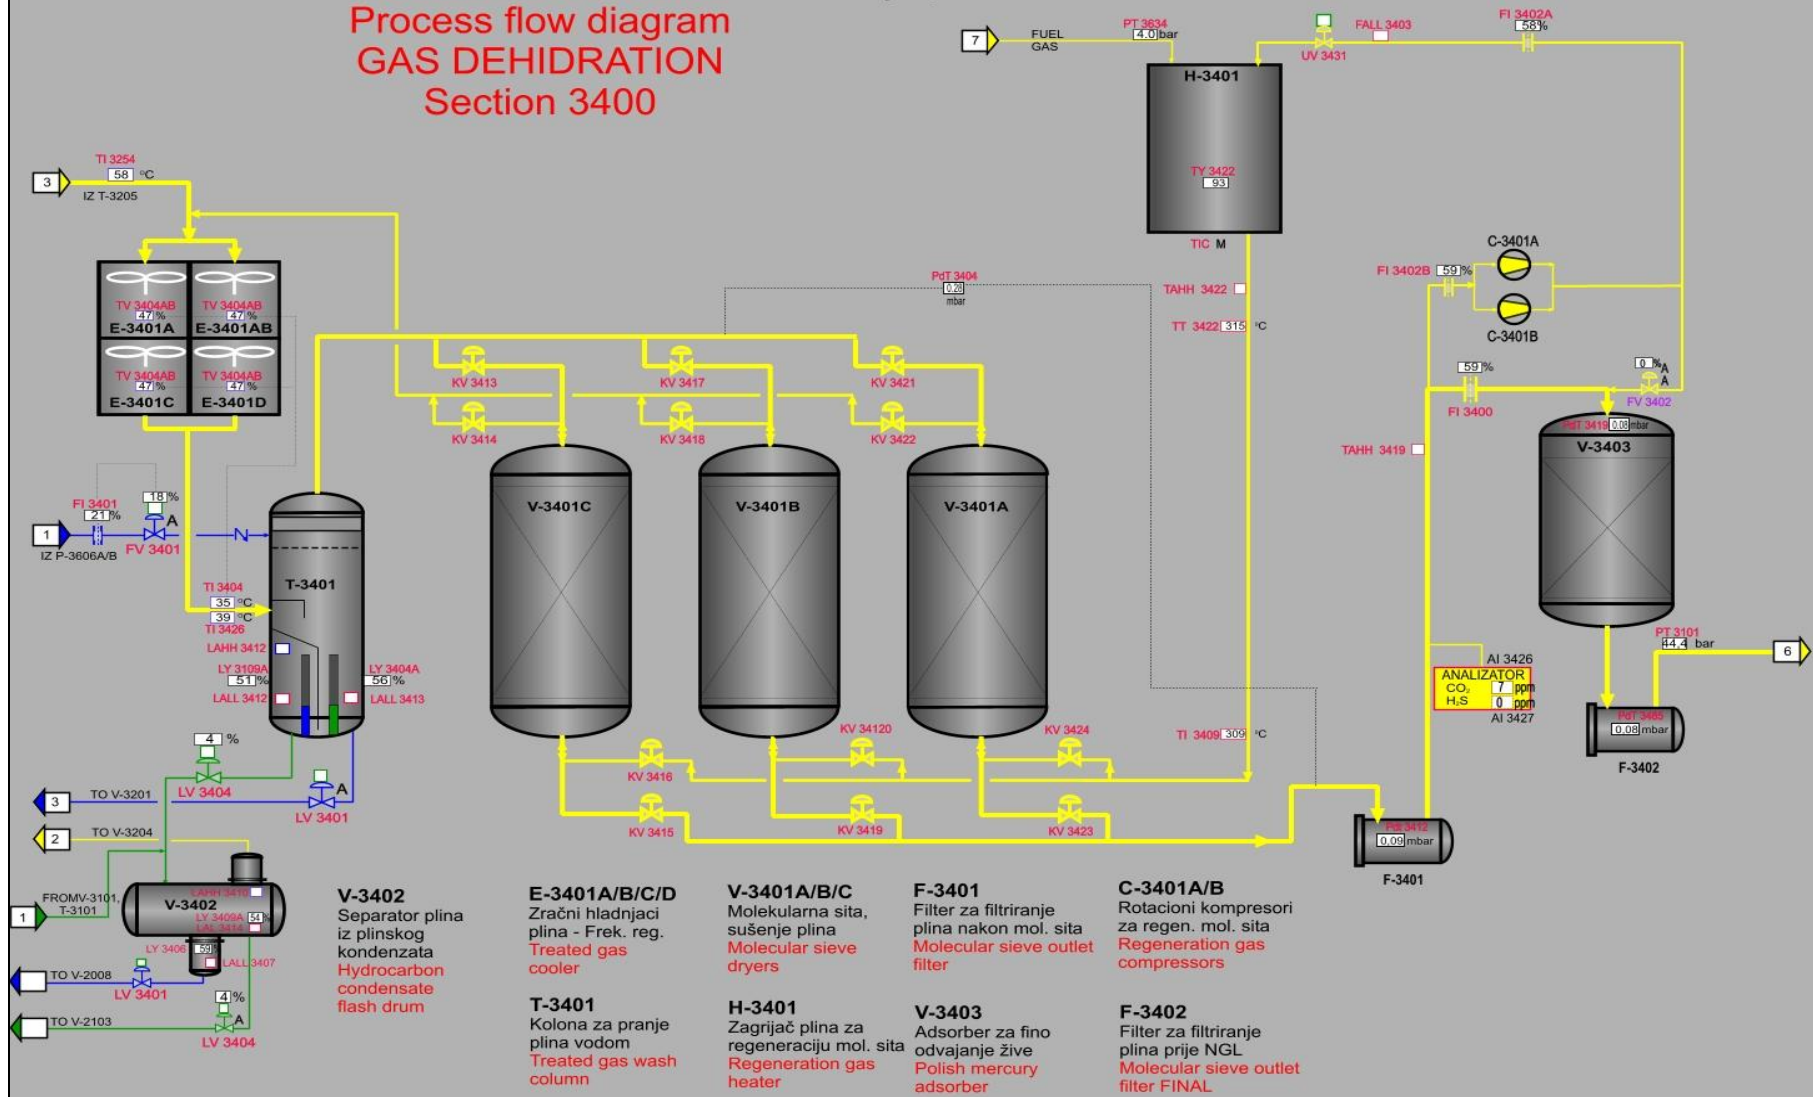 Process flow diagram
GAS DEHIDRATION
Section 3400
7
FUEL
GAS
PT 3634
4.0 bar
H-3401
TY 3422
93
TIC M
UV 3431
FALL 3403
FI 3402A
58%
3
TI 3254
58 °C
IZ T-3205
TV 3404AB
47 %
E-3401A
TV 3404AB
47 %
E-3401AB
TV 3404AB
47 %
E-3401C
TV 3404AB
47 %
E-3401D
PdT 3404
0.28
mbar
TAHH 3422
TT 3422 315 °C
C-3401A
FI 3402B 59 %
C-3401B
59 %
FI 3400
0 % A
A
FV 3402
TAHH 3419
PdT 3419 0.08 mbar
V-3403
KV 3413
KV 3417
KV 3421
KV 3414
KV 3418
KV 3422
V-3401C
V-3401B
V-3401A
FI 3401
21 %
18 %
A
1
IZ P-3606A/B
FV 3401
N
T-3401
TI 3404
35 °C
39 °C
TI 3426
LAHH 3412
LY 3109A
51 %
LALL 3412
LY 3404A
56 %
LALL 3413
4 %
LV 3404
3
TO V-3201
A
LV 3401
2
TO V-3204
KV 3416
KV 34120
KV 3424
KV 3415
KV 3419
KV 3423
TI 3409 309 °C
AI 3426
ANALIZATOR
CO₂ 7 ppm
H₂S 0 ppm
AI 3427
PT 3101
44,4 bar
6
PdT 3485
0,08 mbar
F-3402
PdI 3412
0,09 mbar
F-3401
FROMV-3101,
T-3101
1
LAHH 3410
V-3402
LY 3409A 54 %
LAL 3414
LY 3406 59
LALL 3407
TO V-2008
LV 3401
4 %
A
TO V-2103
LV 3404
V-3402
Separator plina
iz plinskog
kondenzata
Hydrocarbon
condensate
flash drum
E-3401A/B/C/D
Zračni hladnjaci
plina - Frek. reg.
Treated gas
cooler
T-3401
Kolona za pranje
plina vodom
Treated gas wash
column
V-3401A/B/C
Molekularna sita,
sušenje plina
Molecular sieve
dryers
H-3401
Zagrijač plina za
regeneraciju mol. sita
Regeneration gas
heater
F-3401
Filter za filtriranje
plina nakon mol. sita
Molecular sieve outlet
filter
V-3403
Adsorber za fino
odvajanje žive
Polish mercury
adsorber
C-3401A/B
Rotacioni kompresori
za regen. mol. sita
Regeneration gas
compressors
F-3402
Filter za filtriranje
plina prije NGL
Molecular sieve outlet
filter FINAL